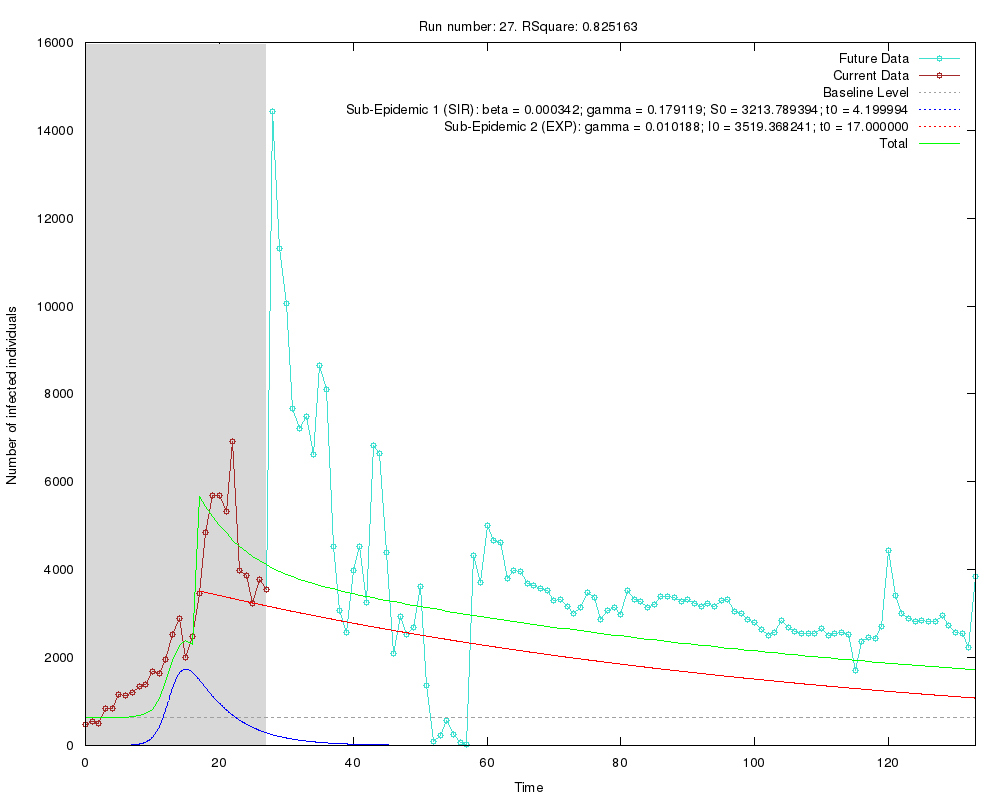 Run number: 27. RSquare: 0.825163
16000
14000
12000
10000
8000
6000
4000
2000
0
Number of infected individuals
Future Data
Current Data
Baseline Level
Sub-Epidemic 1 (SIR): beta = 0.000342; gamma = 0.179119; S0 = 3213.789394; t0 = 4.199994
Sub-Epidemic 2 (EXP): gamma = 0.010188; I0 = 3519.368241; t0 = 17.000000
Total
0 20 40 60 80 100 120
Time